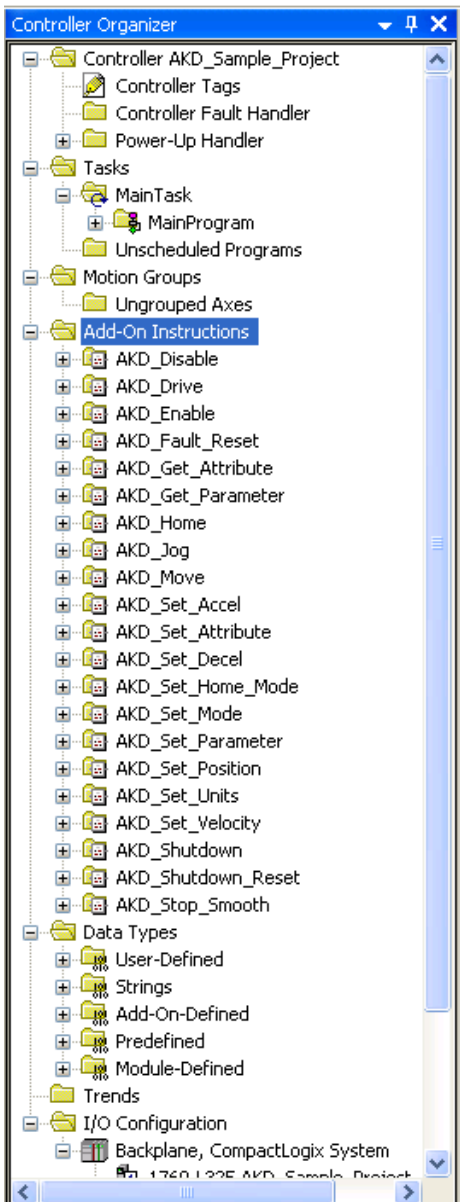 Controller Organizer
Controller AKD_Sample_Project
Controller Tags
Controller Fault Handler
Power-Up Handler
Tasks
MainTask
MainProgram
Unscheduled Programs
Motion Groups
Ungrouped Axes
Add-On Instructions
AKD_Disable
AKD_Drive
AKD_Enable
AKD_Fault_Reset
AKD_Get_Attribute
AKD_Get_Parameter
AKD_Home
AKD_Jog
AKD_Move
AKD_Set_Accel
AKD_Set_Attribute
AKD_Set_Decel
AKD_Set_Home_Mode
AKD_Set_Mode
AKD_Set_Parameter
AKD_Set_Position
AKD_Set_Units
AKD_Set_Velocity
AKD_Shutdown
AKD_Shutdown_Reset
AKD_Stop_Smooth
Data Types
User-Defined
Strings
Add-On-Defined
Predefined
Module-Defined
Trends
I/O Configuration
Backplane, CompactLogix System
AKD_Sample_Project